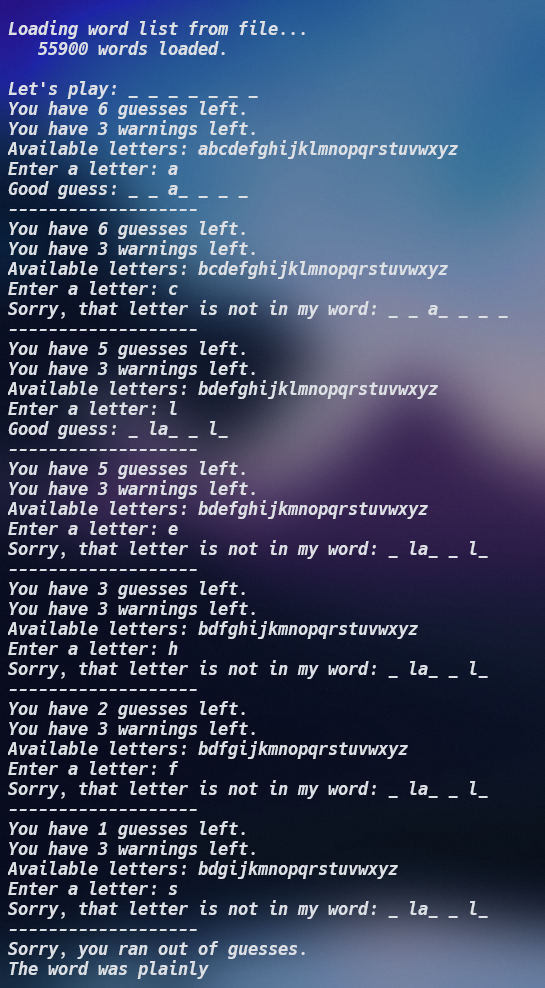 Loading word list from file...
   55900 words loaded.

Let's play: _ _ _ _ _ _ _
You have 6 guesses left.
You have 3 warnings left.
Available letters: abcdefghijklmnopqrstuvwxyz
Enter a letter: a
Good guess: _ _ a_ _ _ _
-------------------
You have 6 guesses left.
You have 3 warnings left.
Available letters: bcdefghijklmnopqrstuvwxyz
Enter a letter: c
Sorry, that letter is not in my word: _ _ a_ _ _ _
-------------------
You have 5 guesses left.
You have 3 warnings left.
Available letters: bdefghijklmnopqrstuvwxyz
Enter a letter: l
Good guess: _ la_ _ l_
-------------------
You have 5 guesses left.
You have 3 warnings left.
Available letters: bdefghijkmnopqrstuvwxyz
Enter a letter: e
Sorry, that letter is not in my word: _ la_ _ l_
-------------------
You have 3 guesses left.
You have 3 warnings left.
Available letters: bdfghijkmnopqrstuvwxyz
Enter a letter: h
Sorry, that letter is not in my word: _ la_ _ l_
-------------------
You have 2 guesses left.
You have 3 warnings left.
Available letters: bdfgijkmnopqrstuvwxyz
Enter a letter: f
Sorry, that letter is not in my word: _ la_ _ l_
-------------------
You have 1 guesses left.
You have 3 warnings left.
Available letters: bdgijkmnopqrstuvwxyz
Enter a letter: s
Sorry, that letter is not in my word: _ la_ _ l_
-------------------
Sorry, you ran out of guesses.
The word was plainly